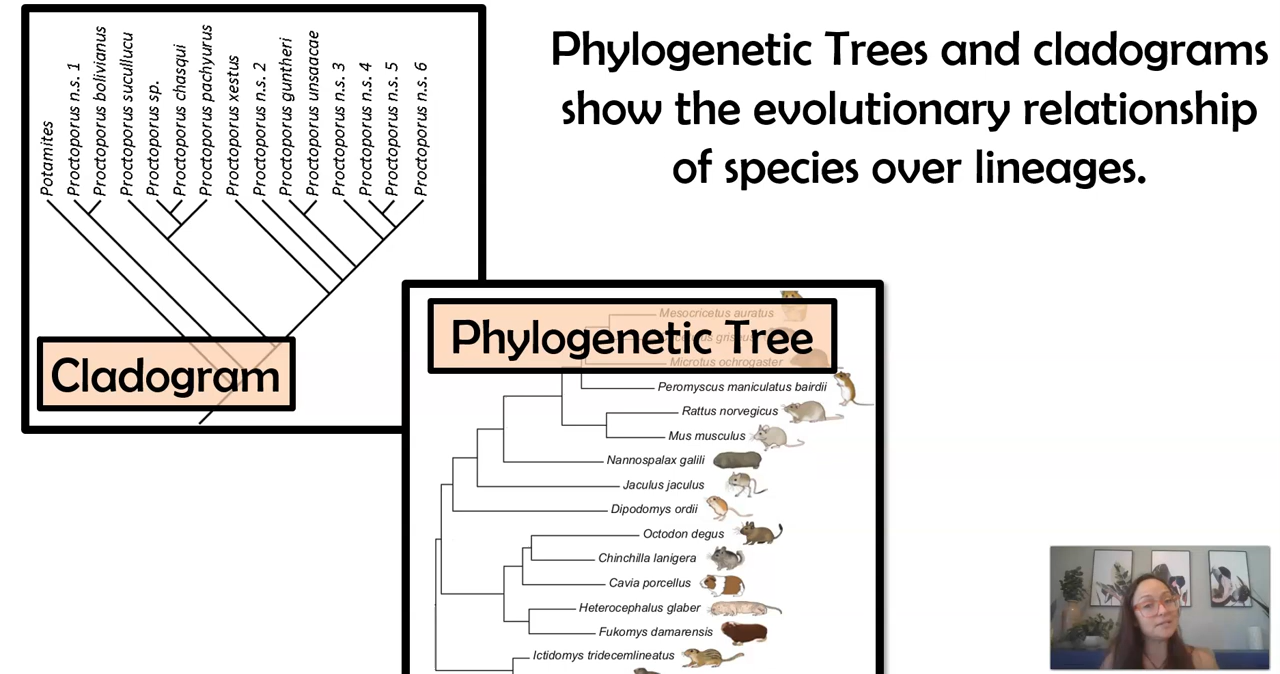 Phylogenetic Trees and cladograms
show the evolutionary relationship
of species over lineages.
Potamites
Proctoporus n.s. 1
Proctoporus bolivianus
Proctoporus sucullucu
Proctoporus sp.
Proctoporus chasqui
Proctoporus pachyurus
Proctoporus xestus
Proctoporus n.s. 2
Proctoporus guntheri
Proctoporus unsaacae
Proctoporus n.s. 3
Proctoporus n.s. 4
Proctoporus n.s. 5
Proctoporus n.s. 6
Cladogram
Phylogenetic Tree
Mesocricetus auratus
Microtus ochrogaster
Peromyscus maniculatus bairdii
Rattus norvegicus
Mus musculus
Nannospalax galili
Jaculus jaculus
Dipodomys ordii
Octodon degus
Chinchilla lanigera
Cavia porcellus
Heterocephalus glaber
Fukomys damarensis
Ictidomys tridecemlineatus